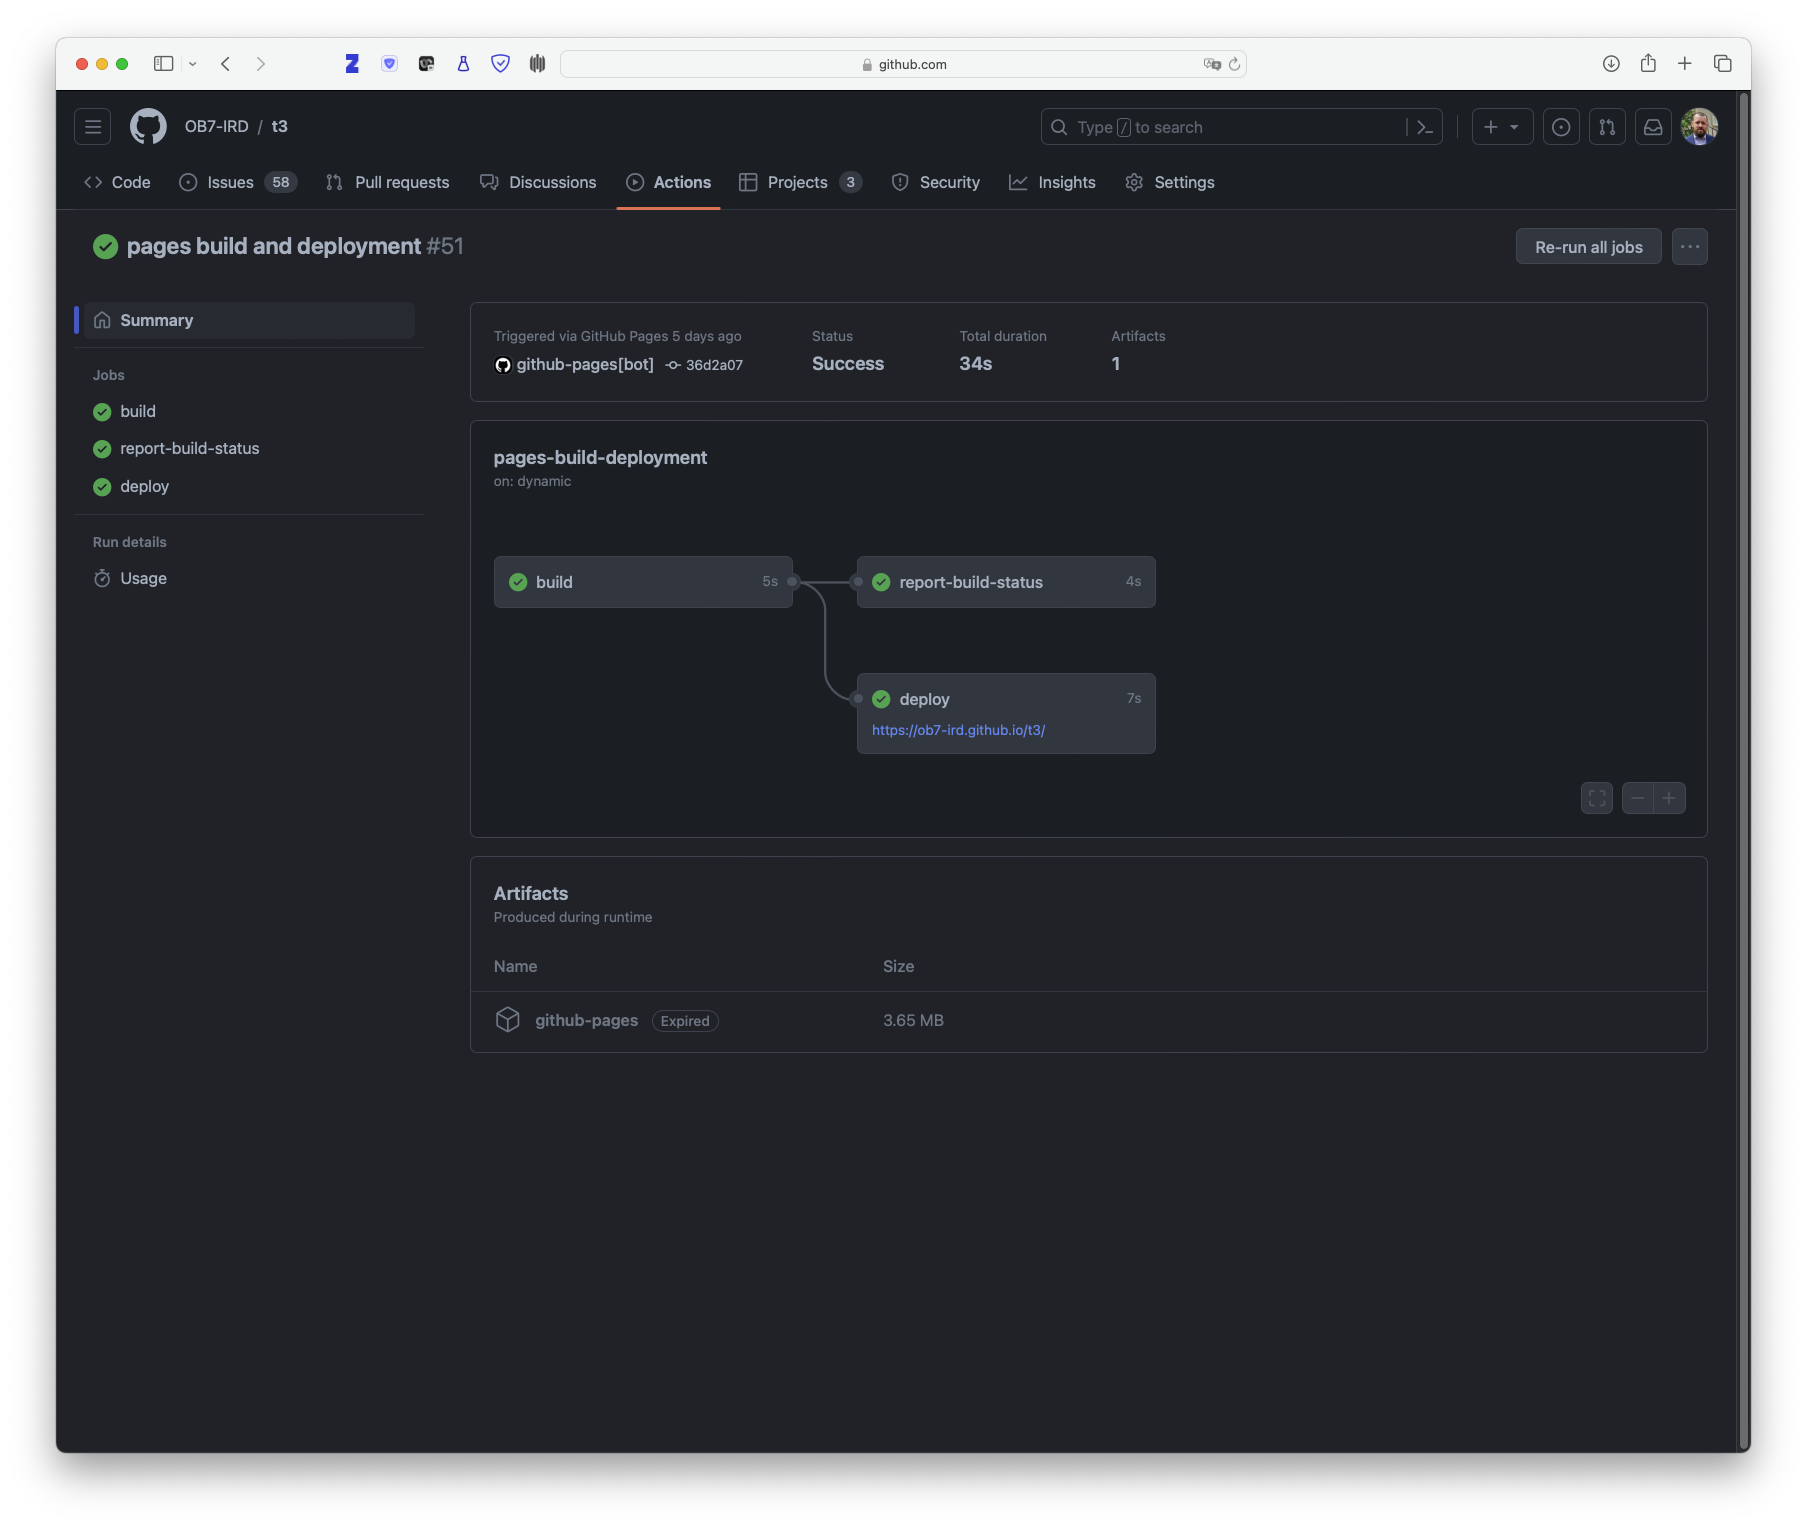 github.com
OB7-IRD / t3
Type / to search
Code Issues 58 Pull requests Discussions Actions Projects 3 Security Insights Settings
pages build and deployment #51
Re-run all jobs
Summary
Jobs
build
report-build-status
deploy
Run details
Usage
Triggered via GitHub Pages 5 days ago
github-pages[bot] 36d2a07
Status
Success
Total duration
34s
Artifacts
1
pages-build-deployment
on: dynamic
build 5s
report-build-status 4s
deploy 7s
https://ob7-ird.github.io/t3/
Artifacts
Produced during runtime
Name Size
github-pages Expired 3.65 MB